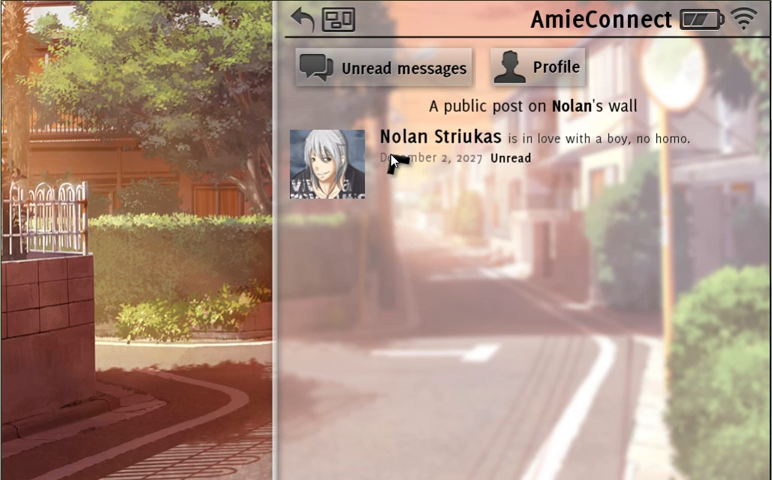 AmieConnect
Unread messages
Profile
A public post on Nolan's wall
Nolan Striukas is in love with a boy, no homo.
December 2, 2027 Unread